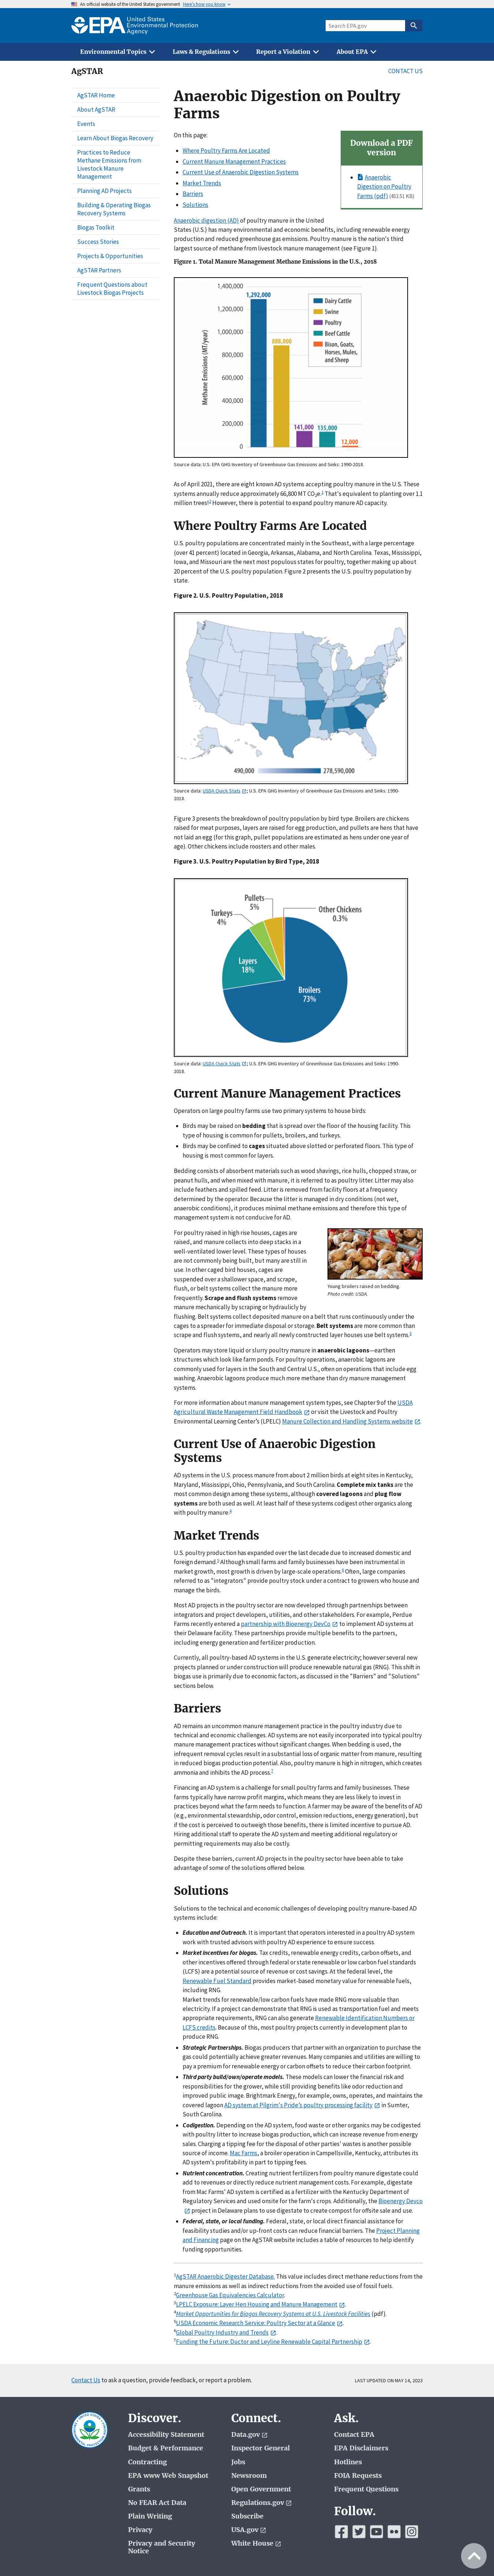 An official website of the United States government Here's how you know
EPA United States Environmental Protection Agency
Search EPA.gov
Environmental Topics
Laws & Regulations
Report a Violation
About EPA
AgSTAR
CONTACT US
AgSTAR Home
About AgSTAR
Events
Learn About Biogas Recovery
Practices to Reduce
Methane Emissions from
Livestock Manure
Management
Planning AD Projects
Building & Operating Biogas
Recovery Systems
Biogas Toolkit
Success Stories
Projects & Opportunities
AgSTAR Partners
Frequent Questions about
Livestock Biogas Projects
Anaerobic Digestion on Poultry
Farms
On this page:
Where Poultry Farms Are Located
Current Manure Management Practices
Current Use of Anaerobic Digestion Systems
Market Trends
Barriers
Solutions
Download a PDF
version
Anaerobic
Digestion on Poultry
Farms (pdf)
Anaerobic digestion (AD) of poultry manure in the United
States (U.S.) has many environmental and economic benefits, including generating renewable
energy, reducing odor, and lowering greenhouse gas emissions. Poultry manure is the nation's third
largest source of methane from livestock manure management (see Figure 1).
Figure 1. Total Manure Management Methane Emissions in the U.S., 2018
Methane Emissions (MT/year)
1,400,000
1,200,000
1,000,000
800,000
600,000
400,000
200,000
0
1,292,000
888,000
141,000
135,000
12,000
Dairy Cattle
Swine
Poultry
Beef Cattle
Bison, Goats,
Horses, Mules,
and Sheep
Source data: U.S. EPA GHG Inventory of Greenhouse Gas Emissions and Sinks: 1990-2018.
As of April 2021, there are eight known AD systems accepting poultry manure in the U.S. These
systems annually reduce approximately 66,800 MT CO2e.1 That's equivalent to planting over 1.1
million trees!2 However, there is potential to expand poultry manure AD capacity.
Where Poultry Farms Are Located
U.S. poultry populations are concentrated mainly in the Southeast, with a large percentage
(over 41 percent) located in Georgia, Arkansas, Alabama, and North Carolina. Texas, Mississippi,
Iowa, and Missouri are the next most populous states for poultry, together making up about
20 percent of the U.S. poultry population. Figure 2 presents the U.S. poultry population by
state.
Figure 2. U.S. Poultry Population, 2018
490,000
278,590,000
Source data: USDA Quick Stats; U.S. EPA GHG Inventory of Greenhouse Gas Emissions and Sinks: 1990-
2018.
Figure 3 presents the breakdown of poultry population by bird type. Broilers are chickens
raised for meat purposes, layers are raised for egg production, and pullets are hens that have not
laid an egg (for this graph, pullet populations are over three months of age). Other chickens
include broodies, roosters, and other male breeders.
Figure 3. U.S. Poultry Population by Bird Type, 2018
Pullets
5%
Other Chickens
0.3%
Turkeys
4%
Layers
18%
Broilers
73%
Source data: USDA Quick Stats; U.S. EPA GHG Inventory of Greenhouse Gas Emissions and Sinks: 1990-
2018.
Current Manure Management Practices
Operators on large poultry farms use two primary systems to house birds:
Birds may be raised on bedding that is spread over the floor of the housing facility. This
type of housing is common for pullets, broilers, and turkeys.
Birds may be confined to cages situated above slotted or perforated floors. This type of
housing is most common for layers.
Bedding consists of absorbent materials such as wood shavings, rice hulls, chopped straw, or
peanut hulls, and when mixed with manure, it is referred to as poultry litter. Litter may also
include feathers and spilled feed. Litter is removed from the housing facility anywhere from
once per week to every few years. Because the litter is managed in dry conditions (not wet,
aerobic conditions), it produces minimal methane emissions and therefore this type of
management system is not conducive for AD.
For poultry raised in high rise houses, cages are
raised, and manure collects into deep stacks in a
well-ventilated lower level. These types of houses
are not commonly being built, but many are still in
use. In other caged bird houses, cages are
suspended over a shallower space, and scrape,
flush, or belt systems collect the manure more
frequently. Scrape and flush systems remove
manure mechanically by scraping or hydraulicly by
flushing. Belt systems collect deposited manure on a belt that runs continuously under the
cages to a spread for immediate disposal or storage. Belt systems are more common than
scrape and flush systems, and nearly all newly constructed layer houses use belt systems.3
Young broilers raised on bedding.
Photo credit: USDA.
Operators may store liquid or slurry poultry manure in anaerobic lagoons—earthen
structures which look like farm ponds. For poultry operations, anaerobic lagoons are
commonly used at layer facilities in the South and Central U.S., often on operations that include egg
washing. Anaerobic lagoons produce much more methane than dry manure management
systems.
For more information about manure management system types, see Chapter 9 of the USDA
Agricultural Waste Management Field Handbook or visit the Livestock and Poultry
Environmental Learning Center's (LPELC) Manure Collection and Handling Systems website.
Current Use of Anaerobic Digestion
Systems
AD systems in the U.S. process manure from about 2 million birds at eight sites in Kentucky,
Maryland, Mississippi, Ohio, Pennsylvania, and South Carolina. Complete mix tanks are the
most common design among these systems, although covered lagoons and plug flow
systems are both used as well. At least half of these systems codigest other organics along
with poultry manure.4
Market Trends
U.S. poultry production has expanded over the last decade due to increased domestic and
foreign demand.5 Although small farms and family businesses have been instrumental in
market growth, most growth is driven by large-scale operations.6 Often, large companies
referred to as "integrators" provide poultry stock under a contract to growers who house and
manage the birds.
Most AD projects in the poultry sector are now developed through partnerships between
integrators and project developers, utilities, and other stakeholders. For example, Perdue
Farms recently entered a partnership with Bioenergy DevCo to implement AD systems at
their Delaware facility. These partnerships provide multiple benefits to the partners,
including energy generation and fertilizer production.
Currently, all poultry-based AD systems in the U.S. generate electricity; however several
companies are considering projects or constructing renewable natural gas (RNG). This shift in
biogas use is primarily due to economic factors, as discussed in the "Barriers" and "Solutions"
sections below.
Barriers
AD remains an uncommon manure management practice in the poultry industry due to
technical and economic challenges. AD systems are not easily incorporated into typical poultry
manure management practices without significant changes. When bedding is used, the
infrequent removal cycles result in a substantial loss of organic matter from manure, resulting
in reduced biogas production potential. Also, poultry manure is characteristically high in
ammonia and inhibits the AD process.7
Financing an AD system is a challenge for small poultry farms and family businesses. These
farms may carry narrow profit margins, and investments like AD may not be preferable to
investments in poultry production. A farmer may be aware of the benefits of AD
(e.g., environmental stewardship, odor control, emission reductions, energy generation), but
if the cost is perceived to outweigh those benefits, there is limited incentive to pursue AD.
Hiring additional staff to operate the AD system and meeting any additional permitting
requirements may also be costly.
Despite these barriers, current AD projects in the poultry sector have been able to take
advantage of some of the solutions offered below.
Solutions
Solutions to the technical and economic challenges of developing poultry manure-based AD
systems include:
Education and Outreach. It is important that operators interested in a poultry AD system
work with trusted advisors to ensure success.
Market incentives for biogas. Tax credits, renewable energy credits, carbon offsets, and
other incentives offered through federal or state renewable or low carbon fuel standards
(LCFS) are a potential source of revenue or cost savings. At the federal level, the
Renewable Fuel Standard provides market-based monetary value for renewable fuels,
including RNG.
Market trends for renewable/low carbon fuels have made RNG more valuable than
electricity. If a project can demonstrate that RNG is used as a transportation fuel and meets
appropriate requirements, RNG can also generate Renewable Identification Numbers or
LCFS credits. Because of this, most poultry projects currently in development plan to
produce RNG.
Strategic Partnerships. Biogas producers that partner with an organization to purchase the
gas could potentially achieve greater revenue. Many companies and utilities are willing to
pay a premium for natural gas from renewable sources to reduce their carbon footprint.
Third party build/own/operate models. These models can lower the financial risk
for the grower, while still providing benefits such as reduced odor and
improved public image. Brightmark Energy, for example, owns, operates, and maintains the
covered lagoon AD system at Pilgrim's Pride's poultry processing facility in Sumter,
South Carolina.
Codigestion. Depending on the AD system, food waste or other organics may be codigested
with poultry manure, often increasing biogas production, which can lead to increased
energy savings. Charging a tipping fee for the disposal of other parties' wastes is another possible
source of income. Mac Farms, a broiler operation in Campbellsville, Kentucky, attributes its
AD system's profitability in part to tipping fees.
Nutrient concentration. Creating nutrient fertilizers from poultry manure digestate could
add new revenues or directly reduce nutrient management costs. For example,
digestate from Mac Farms' AD system has been approved by the Kentucky Department of
Regulatory Services and used onsite for the farm's crops. Additionally, the Bioenergy Devco
project in Delaware plans to use digestate to create compost for offsite sale and use.
Federal, state, or local funding. Federal, state, or local direct financial assistance for
feasibility studies and/or up-front costs can lower the financial barriers. The Project Planning
and Financing page on the AgSTAR website includes information to help identify
funding opportunities.
1AgSTAR Anaerobic Digester Database. This value includes direct methane reductions from the
manure as well as indirect reductions from the avoided use of fossil fuels.
2Greenhouse Gas Equivalencies Calculator.
3LPELC Exposure: Layer Hen Housing and Manure Management.
4Market Opportunities for Biogas Recovery Systems at U.S. Livestock Facilities (pdf).
5USDA Economic Research Service: Poultry Sector at a Glance.
6Global Poultry Industry and Trends.
7Funding the Future: Ductor and Leyline Renewable Capital Partnership.
Contact Us to ask a question, provide feedback, or report a problem.
LAST UPDATED ON MAY 14, 2023
Discover.
Accessibility Statement
Budget & Performance
Contracting
EPA www Web Snapshot
Grants
No FEAR Act Data
Plain Writing
Privacy
Privacy and Security
Notice
Connect.
Data.gov
Inspector General
Jobs
Newsroom
Open Government
Regulations.gov
Subscribe
USA.gov
White House
Ask.
Contact EPA
EPA Disclaimers
Hotlines
FOIA Requests
Frequent Questions
Follow.